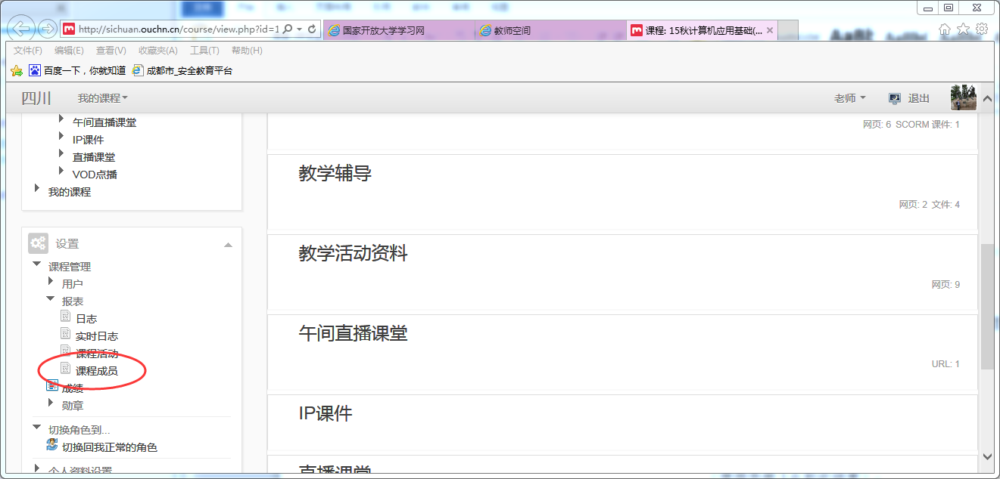 http://sichuan.ouchn.cn/course/view.php?id=1
国家开放大学学习网
教师空间
课程: 15秋计算机应用基础(...
文件(F) 编辑(E) 查看(V) 收藏夹(A) 工具(T) 帮助(H)
百度一下，你就知道 成都市_安全教育平台
四川 我的课程 老师 退出
午间直播课堂
IP课件
直播课堂
VOD点播
我的课程
设置
课程管理
用户
报表
日志
实时日志
课程活动
课程成员
成绩
勋章
切换角色到...
切换回我正常的角色
个人资料设置
网页: 6 SCORM 课件: 1
教学辅导
网页: 2 文件: 4
教学活动资料
网页: 9
午间直播课堂
URL: 1
IP课件
直播课堂